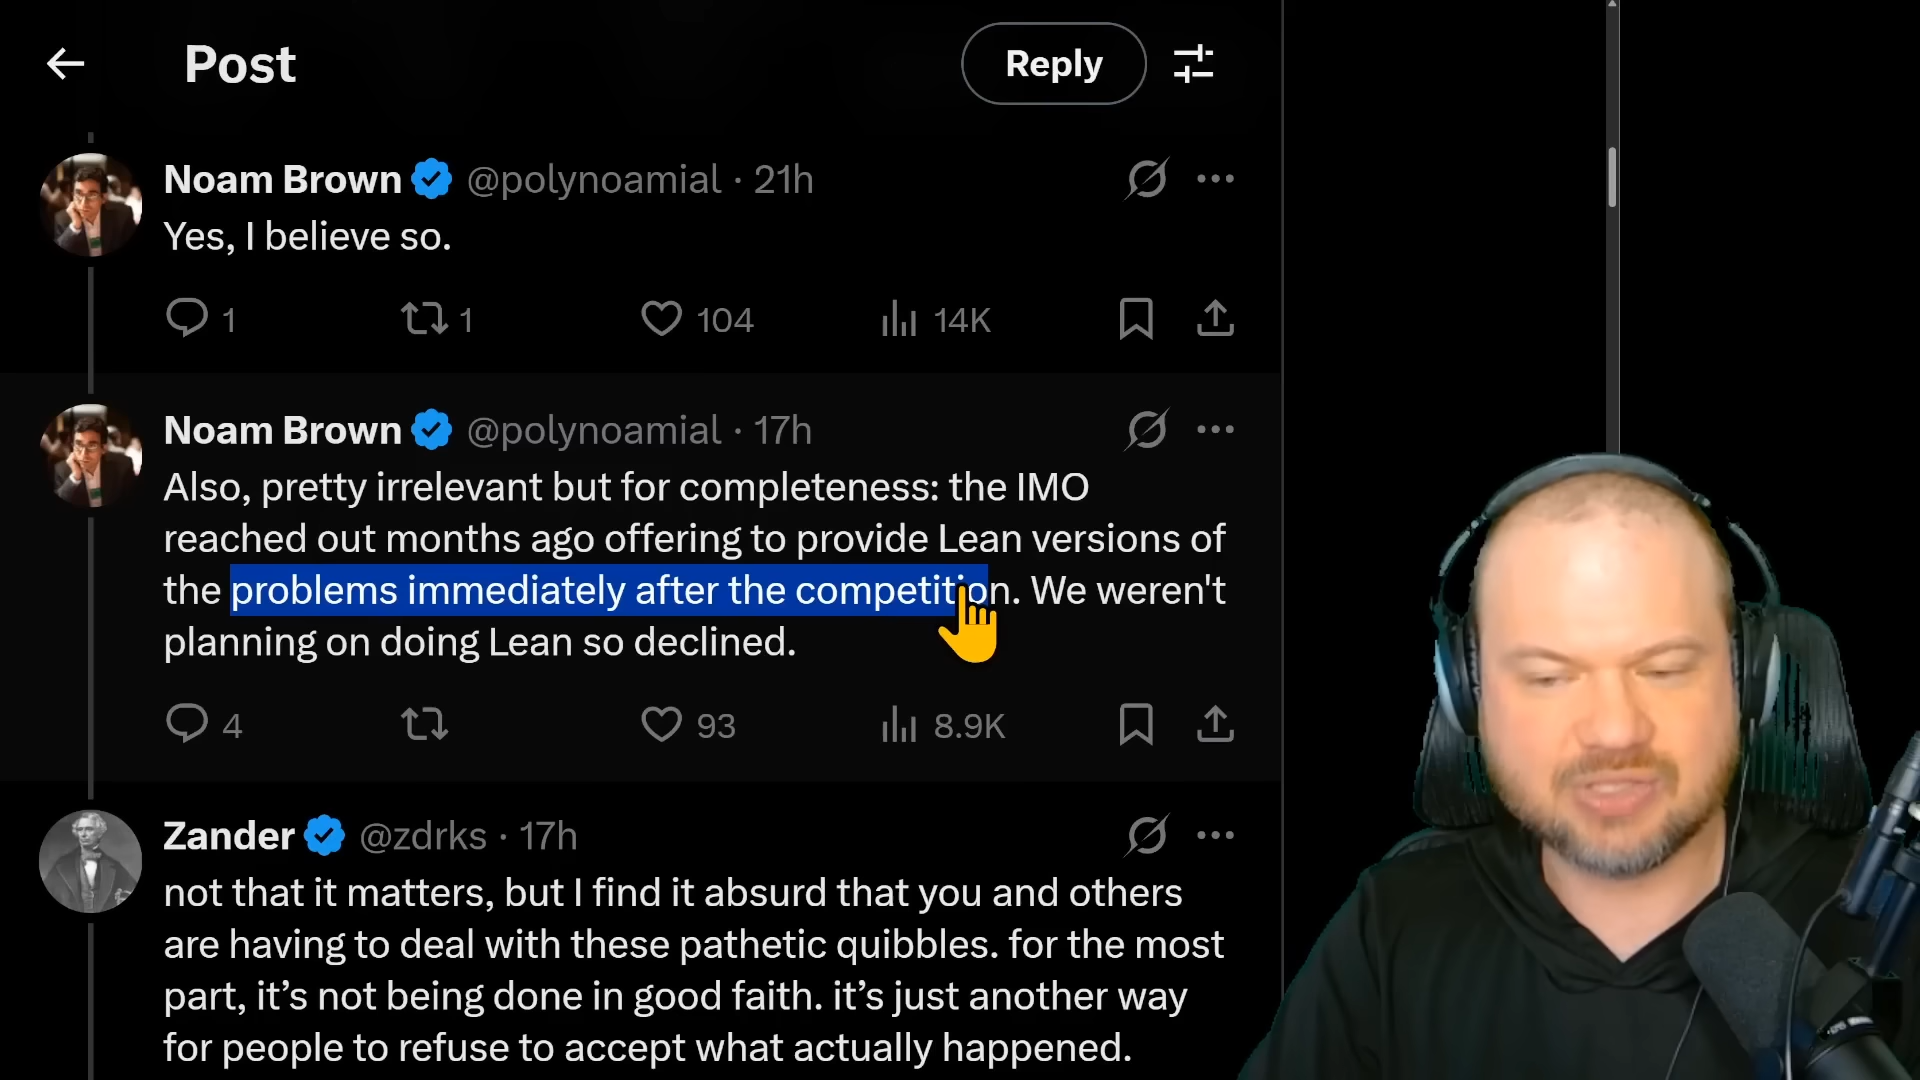 Post
Reply
Noam Brown @polynoamial · 21h
Yes, I believe so.
1 1 104 14K
Noam Brown @polynoamial · 17h
Also, pretty irrelevant but for completeness: the IMO
reached out months ago offering to provide Lean versions of
the problems immediately after the competition. We weren't
planning on doing Lean so declined.
4 93 8.9K
Zander @zdrks · 17h
not that it matters, but I find it absurd that you and others
are having to deal with these pathetic quibbles. for the most
part, it’s not being done in good faith. it’s just another way
for people to refuse to accept what actually happened.